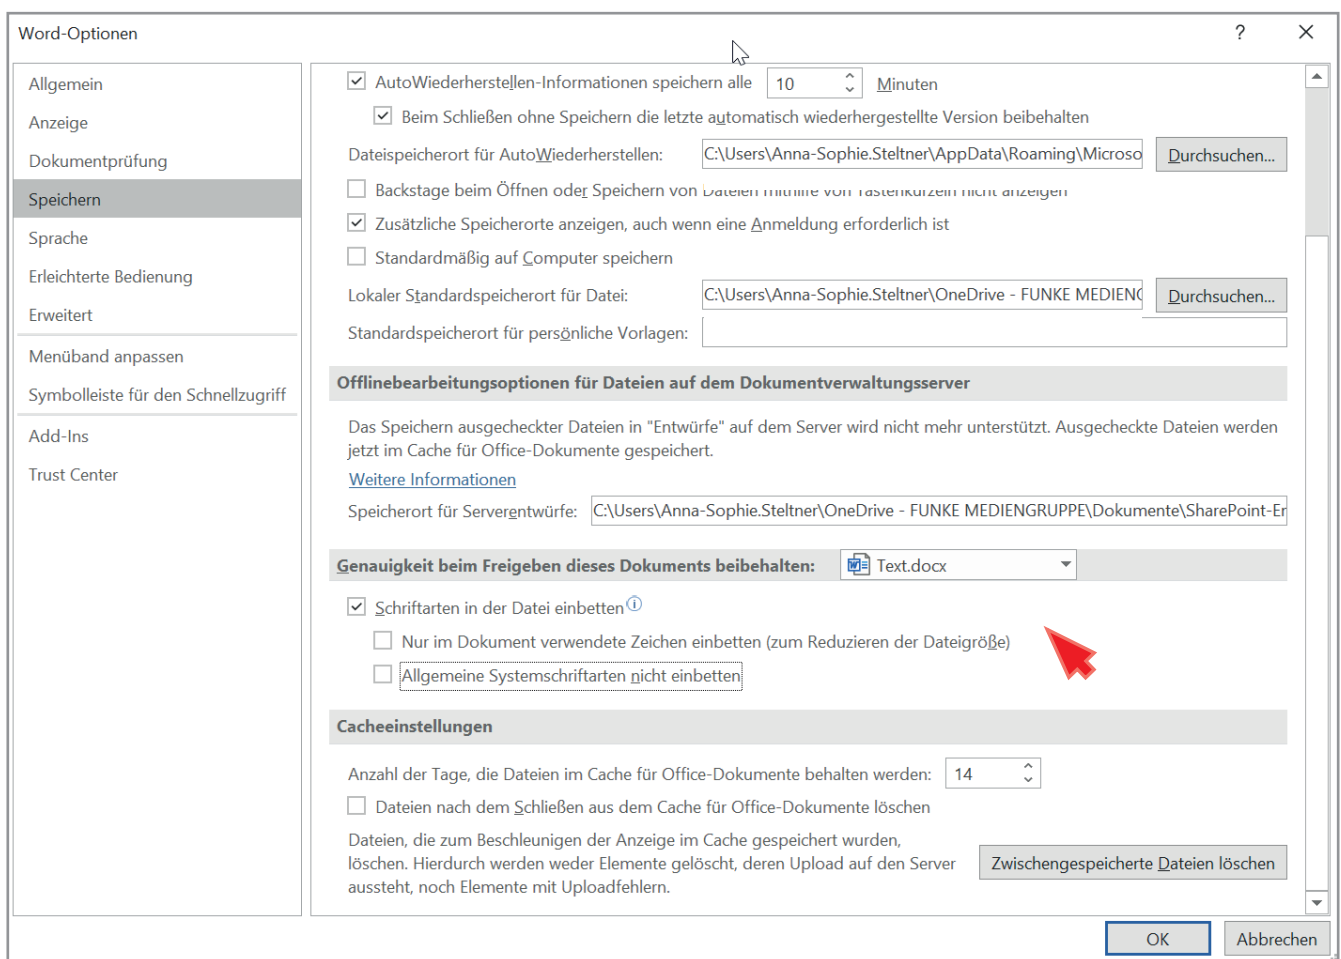 Word-Optionen
?
Allgemein
Anzeige
Dokumentprüfung
Speichern
Sprache
Erleichterte Bedienung
Erweitert
Menüband anpassen
Symbolleiste für den Schnellzugriff
Add-Ins
Trust Center
AutoWiederherstellen-Informationen speichern alle 10 Minuten
Beim Schließen ohne Speichern die letzte automatisch wiederhergestellte Version beibehalten
Dateispeicherort für AutoWiederherstellen: C:\Users\Anna-Sophie.Steltner\AppData\Roaming\Microso Durchsuchen...
Backstage beim Öffnen oder Speichern von Dateien mithilfe von Tastenkürzeln nicht anzeigen
Zusätzliche Speicherorte anzeigen, auch wenn eine Anmeldung erforderlich ist
Standardmäßig auf Computer speichern
Lokaler Standardspeicherort für Datei: C:\Users\Anna-Sophie.Steltner\OneDrive - FUNKE MEDIENG Durchsuchen...
Standardspeicherort für persönliche Vorlagen:
Offlinebearbeitungsoptionen für Dateien auf dem Dokumentverwaltungsserver
Das Speichern ausgecheckter Dateien in "Entwürfe" auf dem Server wird nicht mehr unterstützt. Ausgecheckte Dateien werden
jetzt im Cache für Office-Dokumente gespeichert.
Weitere Informationen
Speicherort für Serverentwürfe: C:\Users\Anna-Sophie.Steltner\OneDrive - FUNKE MEDIENGRUPPE\Dokumente\SharePoint-Er
Genauigkeit beim Freigeben dieses Dokuments beibehalten: Text.docx
Schriftarten in der Datei einbetten
Nur im Dokument verwendete Zeichen einbetten (zum Reduzieren der Dateigröße)
Allgemeine Systemschriftarten nicht einbetten
Cacheeinstellungen
Anzahl der Tage, die Dateien im Cache für Office-Dokumente behalten werden: 14
Dateien nach dem Schließen aus dem Cache für Office-Dokumente löschen
Dateien, die zum Beschleunigen der Anzeige im Cache gespeichert wurden,
löschen. Hierdurch werden weder Elemente gelöscht, deren Upload auf den Server
aussteht, noch Elemente mit Uploadfehlern.
Zwischengespeicherte Dateien löschen
OK
Abbrechen